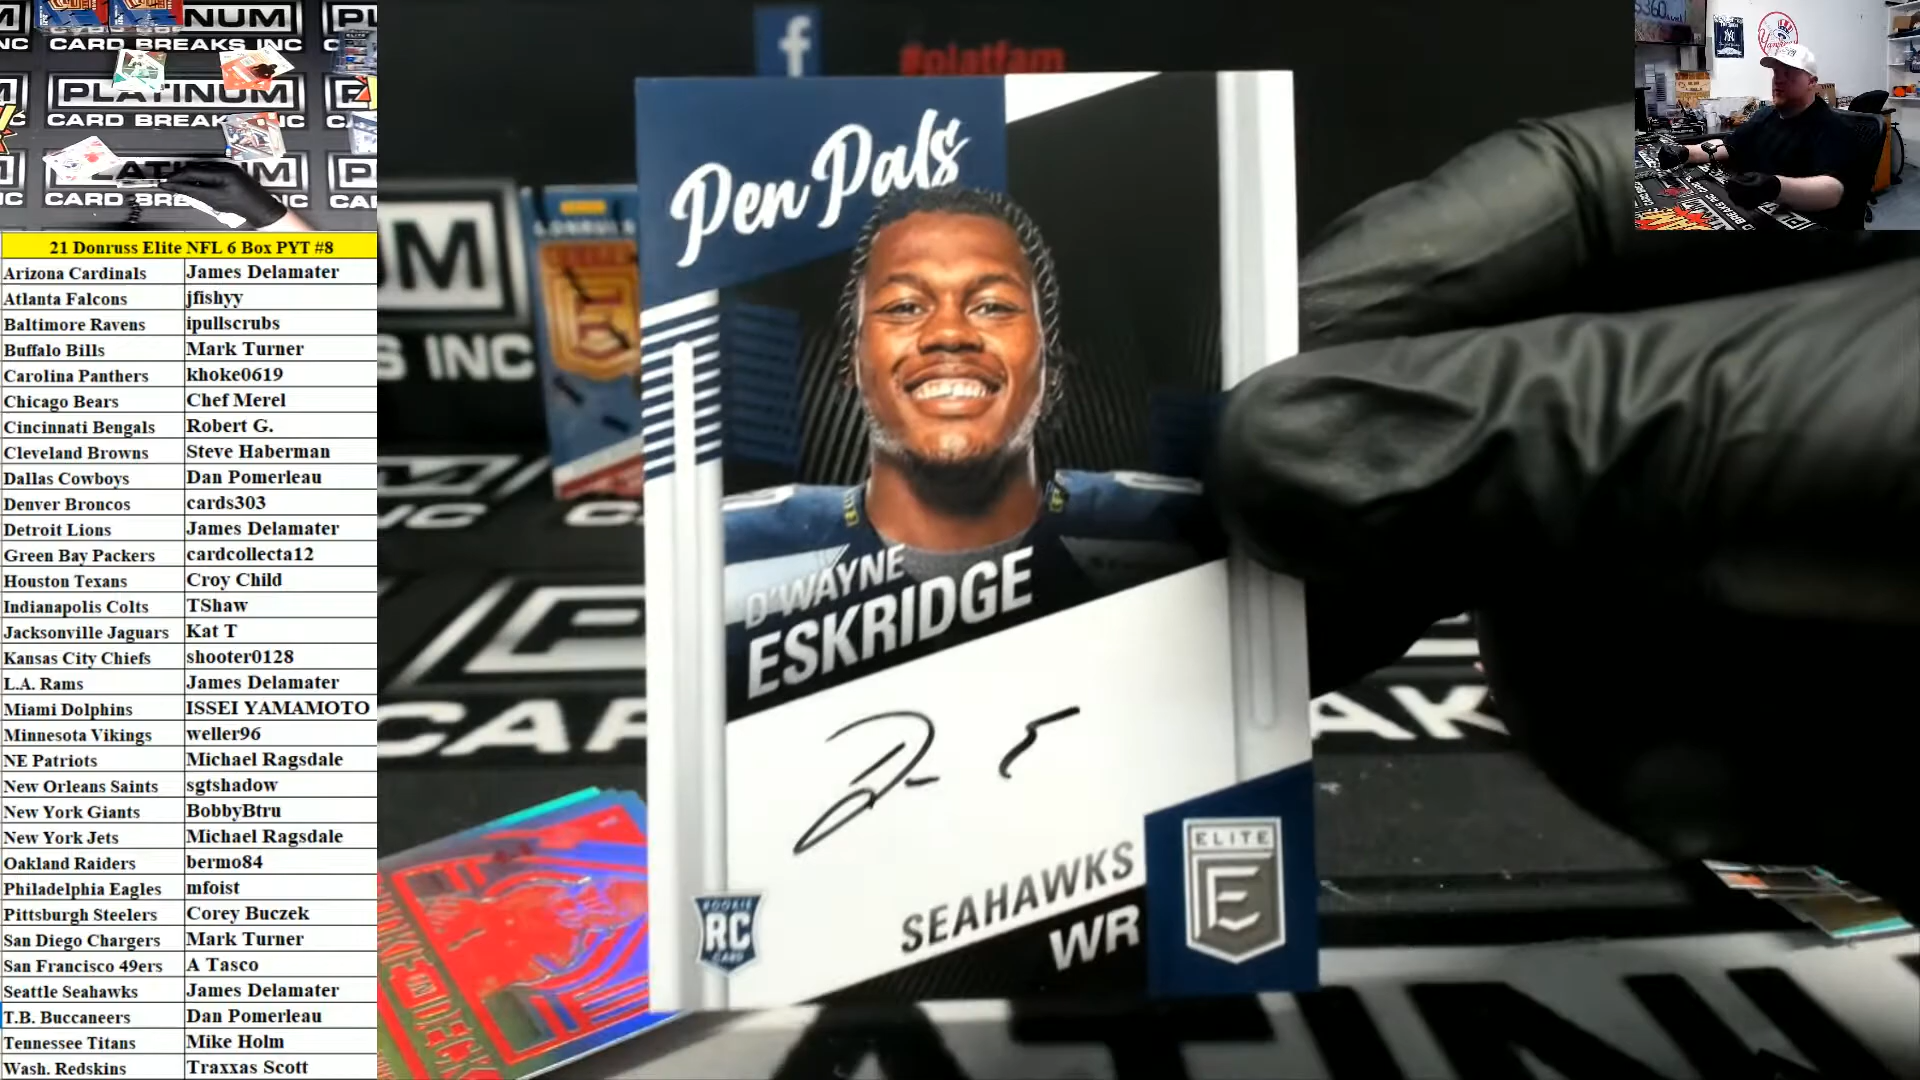 NUM
CARD BREAKS INC
PLATINUM
CARD BREAKS INC
CARD
21 Donruss Elite NFL 6 Box PYT #8
Arizona Cardinals James Delamater
Atlanta Falcons jfishyy
Baltimore Ravens ipullscrubs
Buffalo Bills Mark Turner
Carolina Panthers khoke0619
Chicago Bears Chef Merel
Cincinnati Bengals Robert G.
Cleveland Browns Steve Haberman
Dallas Cowboys Dan Pomerleau
Denver Broncos cards303
Detroit Lions James Delamater
Green Bay Packers cardcollecta12
Houston Texans Croy Child
Indianapolis Colts TShaw
Jacksonville Jaguars Kat T
Kansas City Chiefs shooter0128
L.A. Rams James Delamater
Miami Dolphins ISSEI YAMAMOTO
Minnesota Vikings weller96
NE Patriots Michael Ragsdale
New Orleans Saints sgtshadow
New York Giants BobbyBtru
New York Jets Michael Ragsdale
Oakland Raiders bermo84
Philadelphia Eagles mfoist
Pittsburgh Steelers Corey Buczek
San Diego Chargers Mark Turner
San Francisco 49ers A Tasco
Seattle Seahawks James Delamater
T.B. Buccaneers Dan Pomerleau
Tennessee Titans Mike Holm
Wash. Redskins Traxxas Scott
f
#platfam
Pen Pals
D'WAYNE
ESKRIDGE
SEAHAWKS
WR
ELITE
E
ROOKIE
RC
CARD
UM
S INC